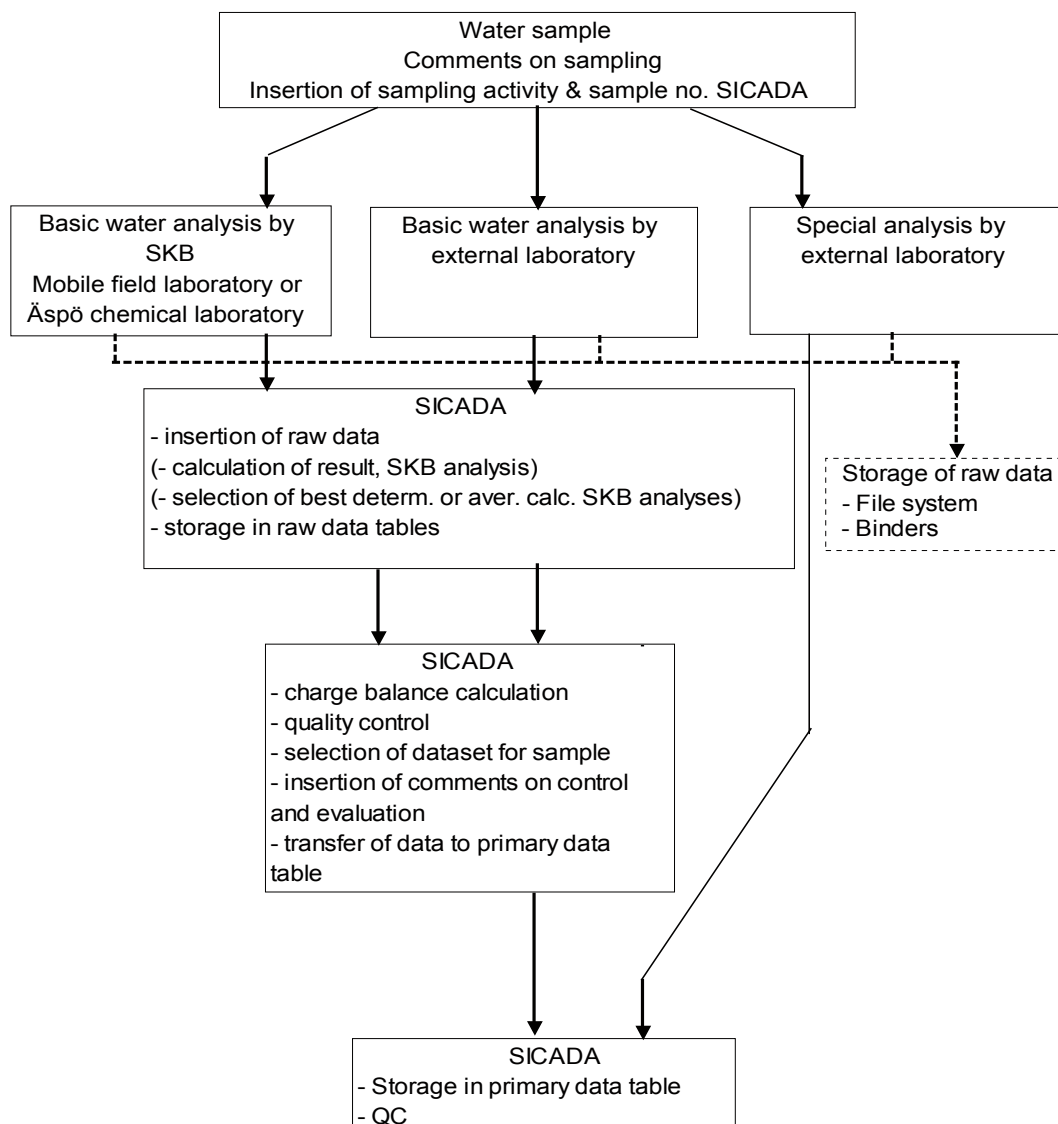 Water sample
Comments on sampling
Insertion of sampling activity & sample no. SICADA
Basic water analysis by
SKB
Mobile field laboratory or
Äspö chemical laboratory
Basic water analysis by
external laboratory
Special analysis by
external laboratory
SICADA
- insertion of raw data
(- calculation of result, SKB analysis)
(- selection of best determ. or aver. calc. SKB analyses)
- storage in raw data tables
Storage of raw data
- File system
- Binders
SICADA
- charge balance calculation
- quality control
- selection of dataset for sample
- insertion of comments on control
and evaluation
- transfer of data to primary data
table
SICADA
- Storage in primary data table
- QC